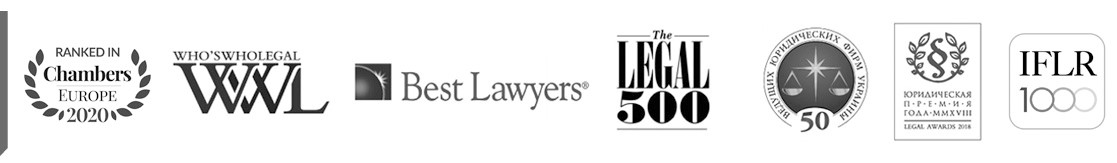 RANKED IN
Chambers
EUROPE
2020
WHO'SWHOLEGAL
WWL
Best Lawyers®
The
LEGAL
500
ВЕДУЩИХ ЮРИДИЧЕСКИХ ФИРМ УКРАИНЫ
50
ЮРИДИЧЕСКАЯ
П·Р·Е·М·И·Я
ГОДА·MMXVIII
LEGAL AWARDS 2018
IFLR
1000